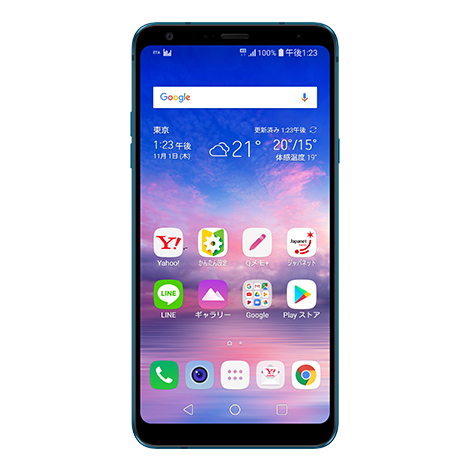 100% 午後1:23
Google
東京
更新済み 1:23午後
1:23 午後
11月1日(木)
21°
20°/15°
体感温度 19°
Y!
Japanet
Yahoo!
かんたん設定
Qメモ+
ジャパネット
LINE
LINE
ギャラリー
Google
Play ストア
Y!